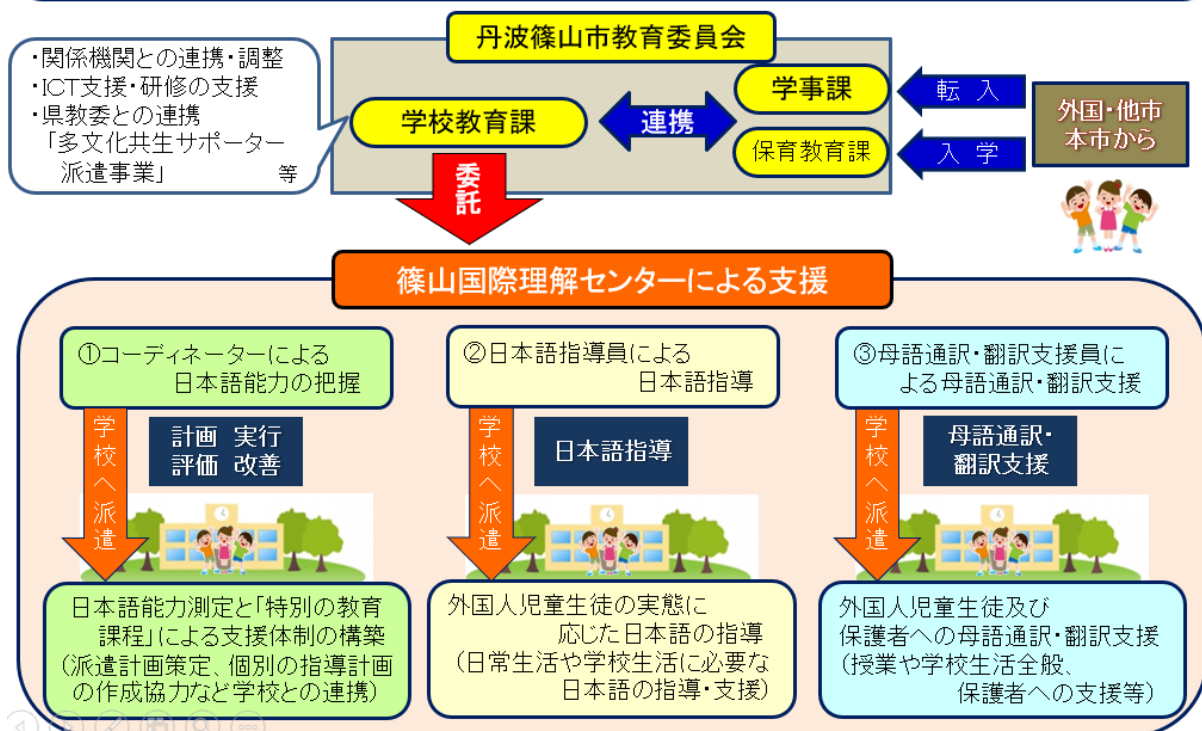 丹波篠山市教育委員会
・関係機関との連携・調整
・ICT支援・研修の支援
・県教委との連携
「多文化共生サポーター
派遣事業」 等
学校教育課
連携
学事課
保育教育課
転 入
入 学
外国・他市
本市から
委託
篠山国際理解センターによる支援
①コーディネーターによる
日本語能力の把握
学校へ派遣
計画 実行
評価 改善
日本語能力測定と「特別の教育
課程」による支援体制の構築
(派遣計画策定、個別の指導計画
の作成協力など学校との連携)
②日本語指導員による
日本語指導
学校へ派遣
日本語指導
外国人児童生徒の実態に
応じた日本語の指導
(日常生活や学校生活に必要な
日本語の指導・支援)
③母語通訳・翻訳支援員に
よる母語通訳・翻訳支援
学校へ派遣
母語通訳・
翻訳支援
外国人児童生徒及び
保護者への母語通訳・翻訳支援
(授業や学校生活全般、
保護者への支援等)